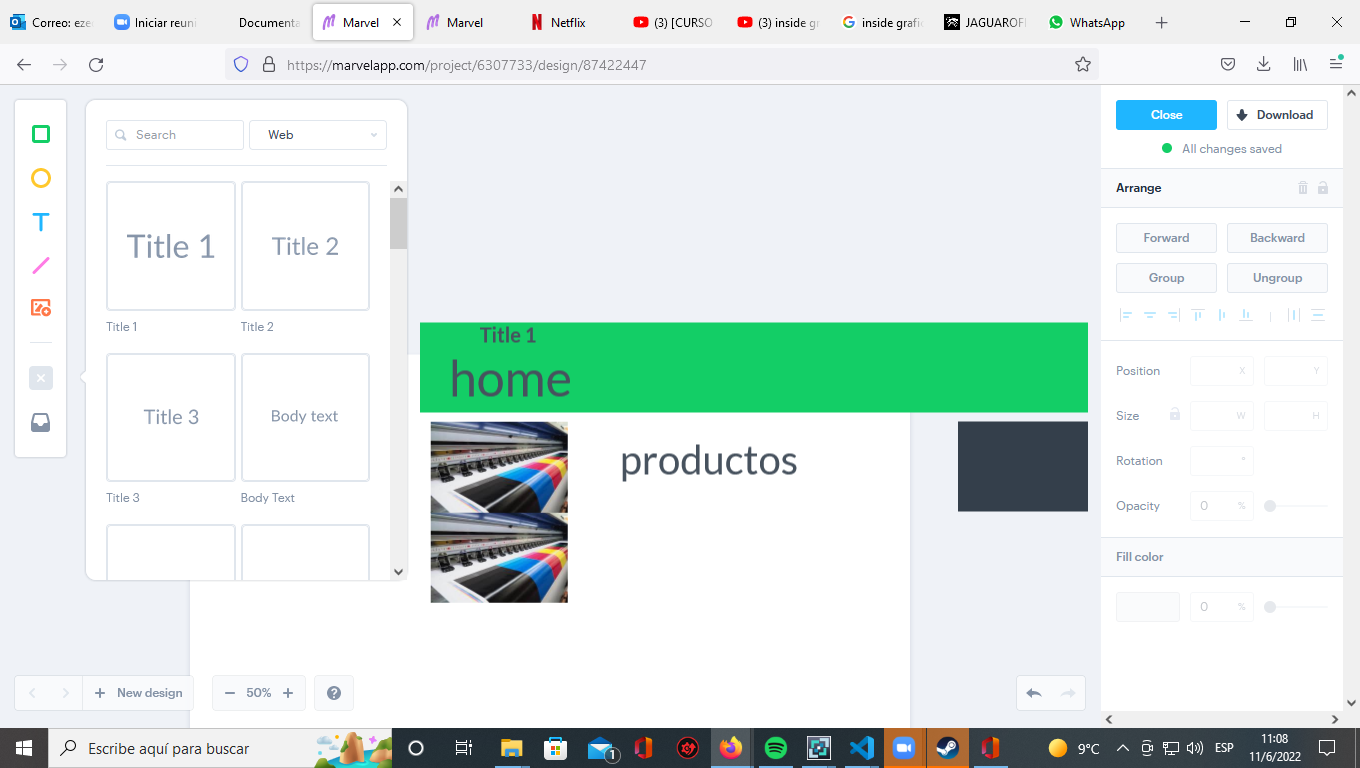 Correo: eze
Iniciar reuni
Documenta
Marvel
Marvel
Netflix
(3) [CURSO
(3) inside gr
inside grafic
JAGUAROF
WhatsApp
https://marvelapp.com/project/6307733/design/87422447
Search
Web
Title 1
Title 2
Title 1
Title 2
Title 3
Body text
Title 3
Body Text
Title 1
home
productos
Close
Download
All changes saved
Arrange
Forward
Backward
Group
Ungroup
Position
X
Y
Size
W
H
Rotation
°
Opacity
0
%
Fill color
0
%
+ New design
− 50% +
?
Escribe aquí para buscar
1
9°C
ESP
11:08
11/6/2022